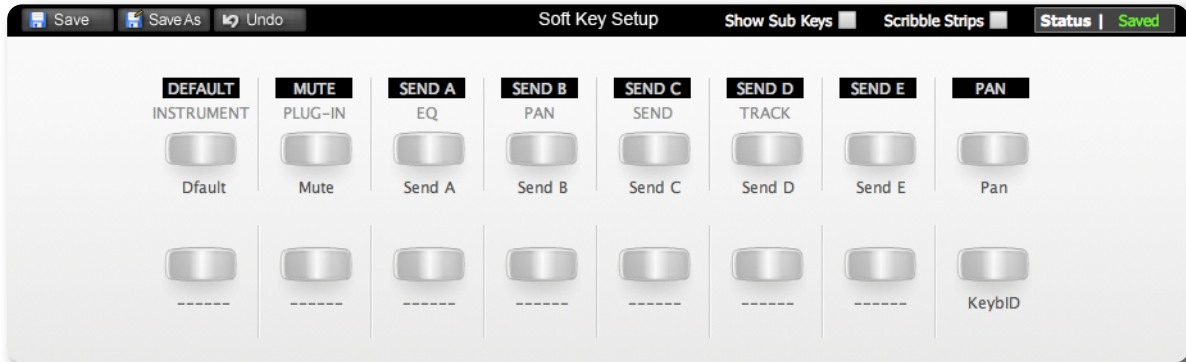 Save Save As Undo Soft Key Setup Show Sub Keys Scribble Strips Status | Saved
DEFAULT MUTE SEND A SEND B SEND C SEND D SEND E PAN
INSTRUMENT PLUG-IN EQ PAN SEND TRACK
Dfault Mute Send A Send B Send C Send D Send E Pan
------ ------ ------ ------ ------ ------ ------ KeybID